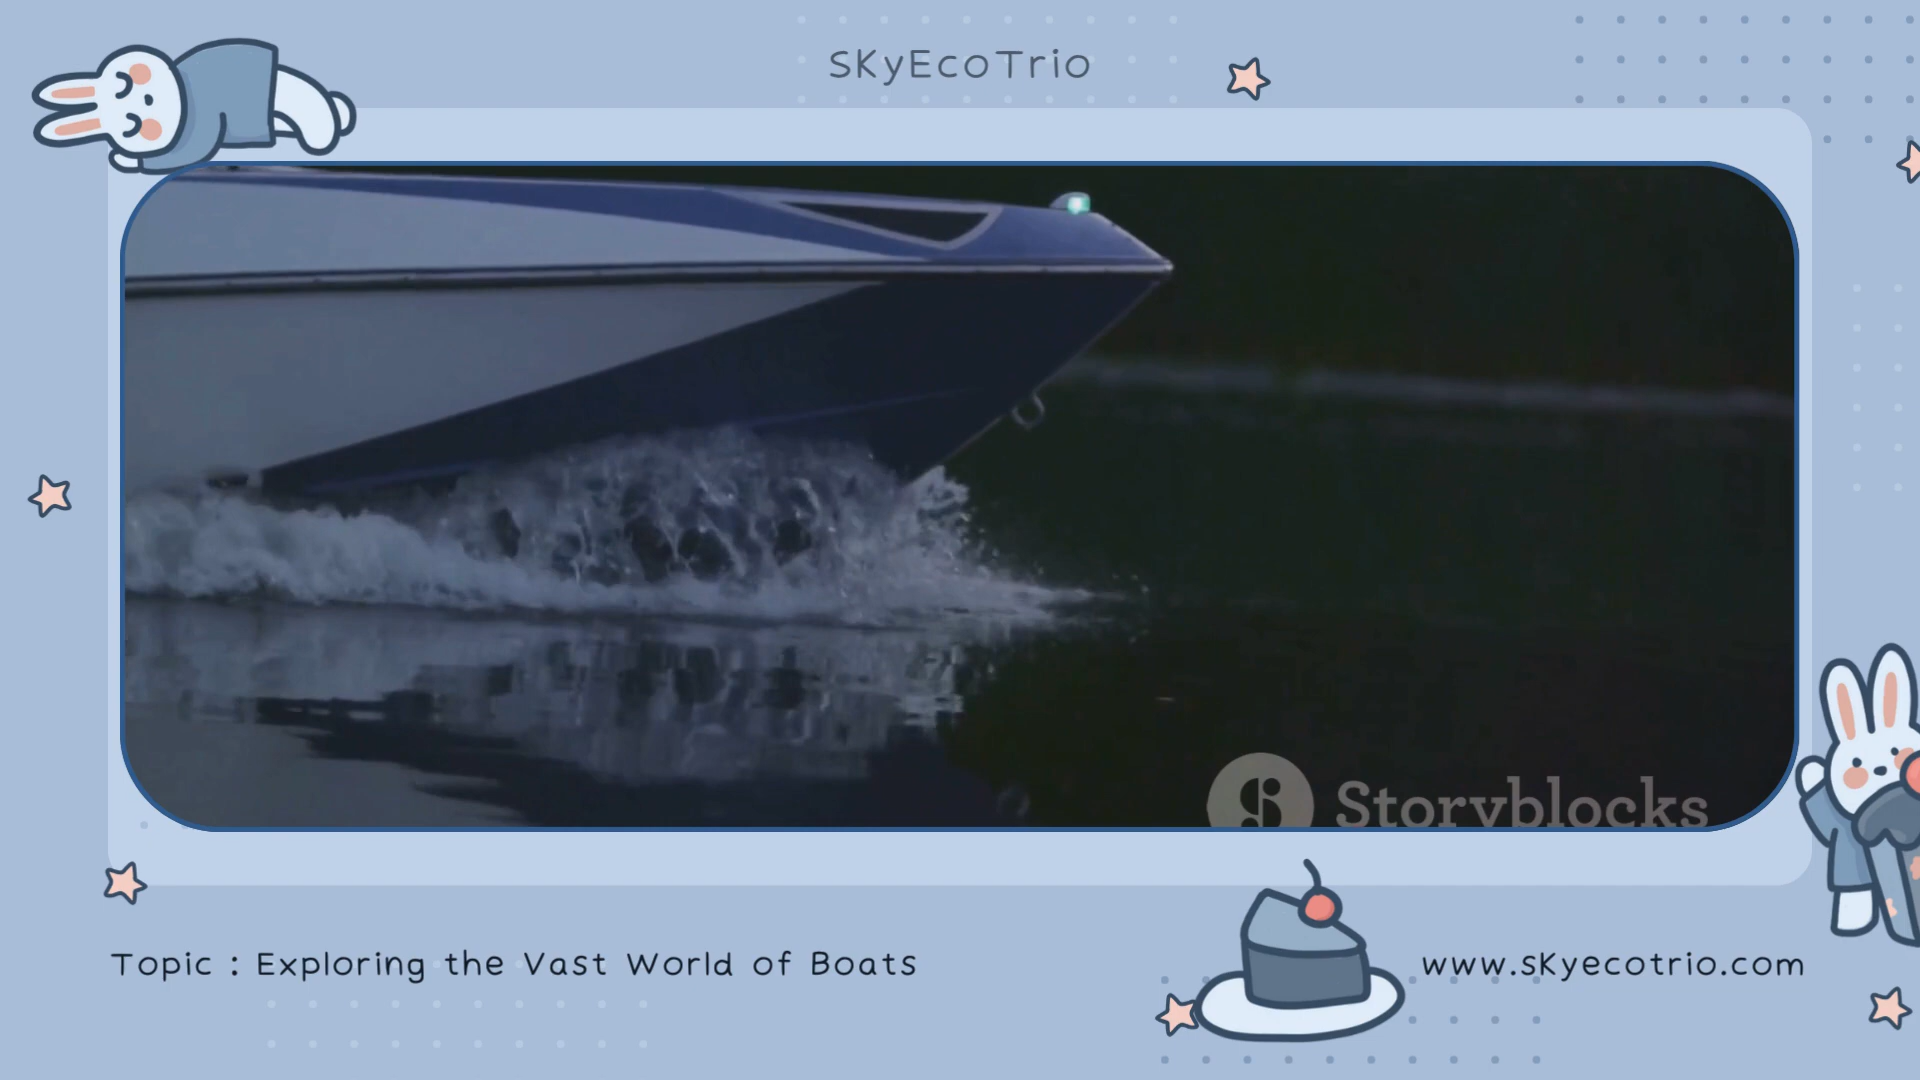 SKyEcoTrio
Storyblocks
Topic : Exploring the Vast World of Boats
www.skyecotrio.com